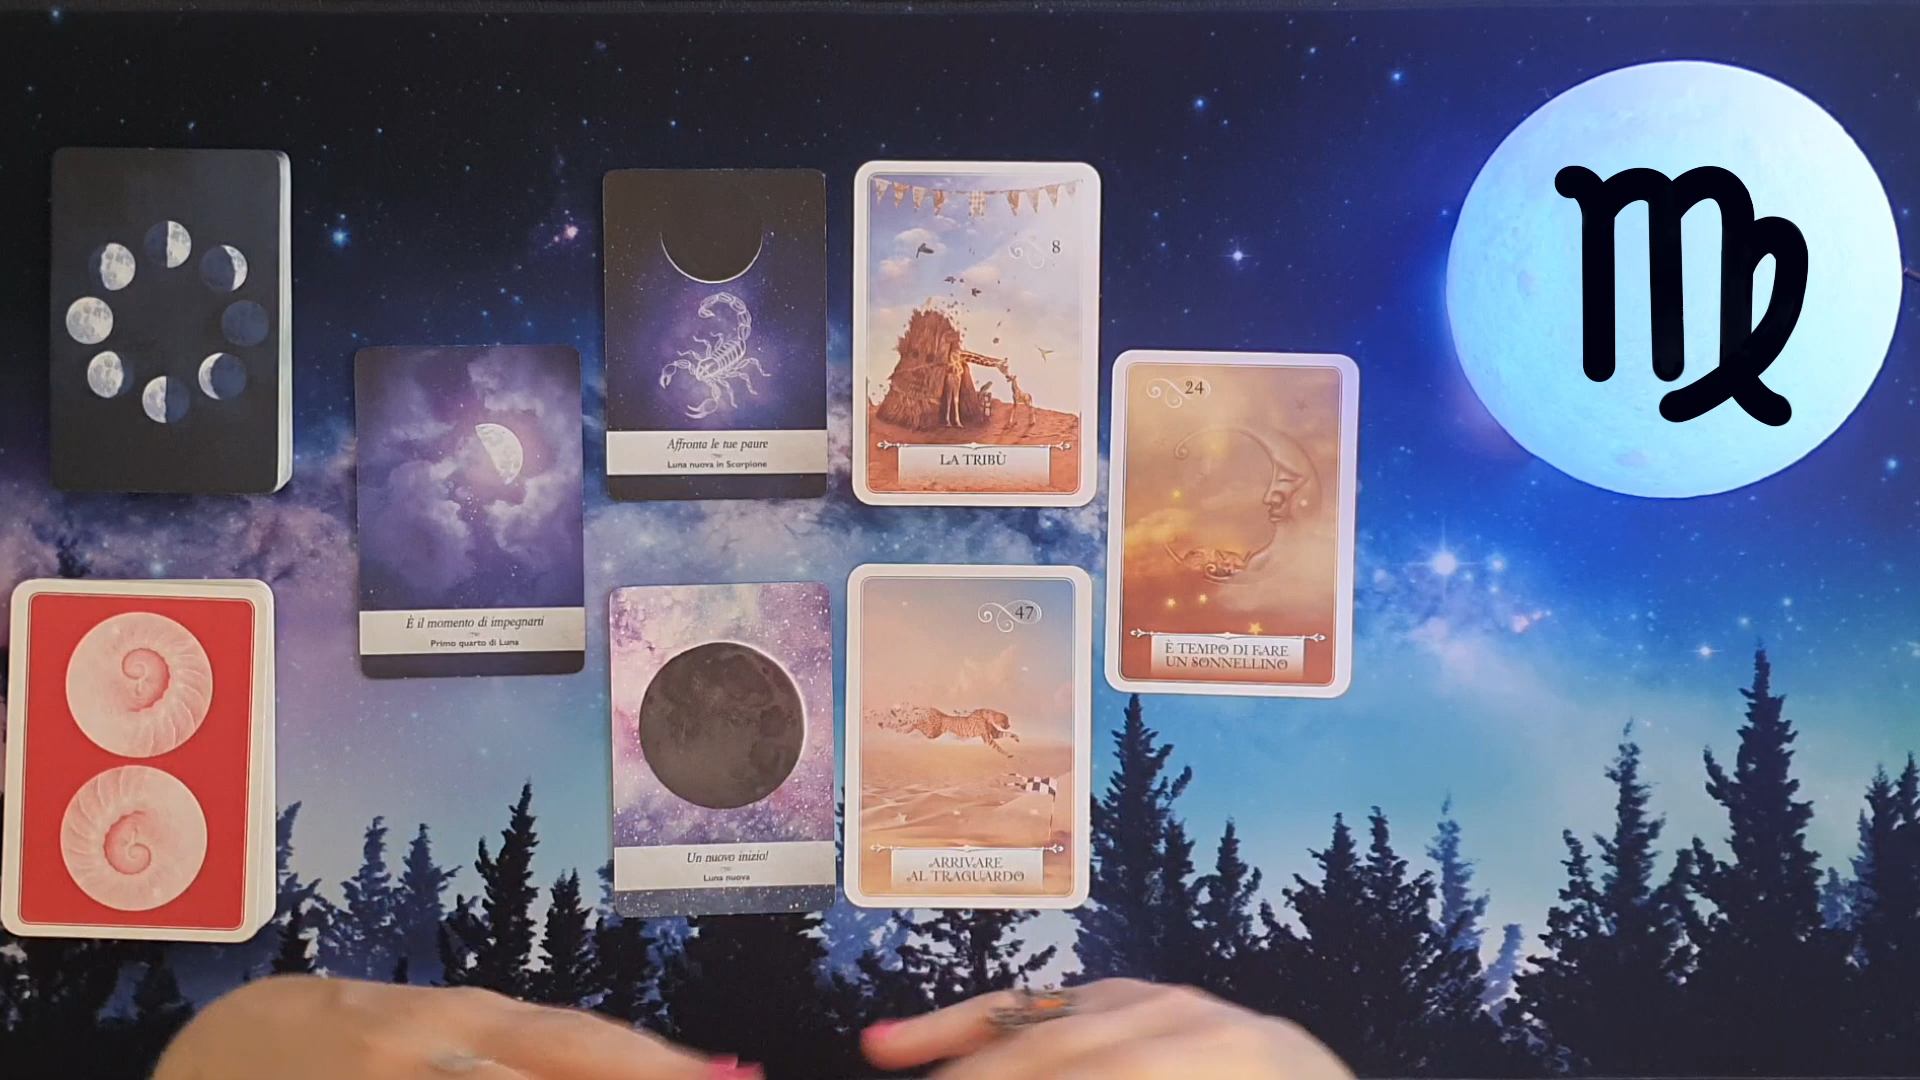 Affronta le tue paure
Luna nuova in Scorpione
8
LA TRIBÙ
È il momento di impegnarti
Primo quarto di Luna
24
È TEMPO DI FARE
UN SONNELLINO
Un nuovo inizio!
Luna nuova
47
ARRIVARE
AL TRAGUARDO